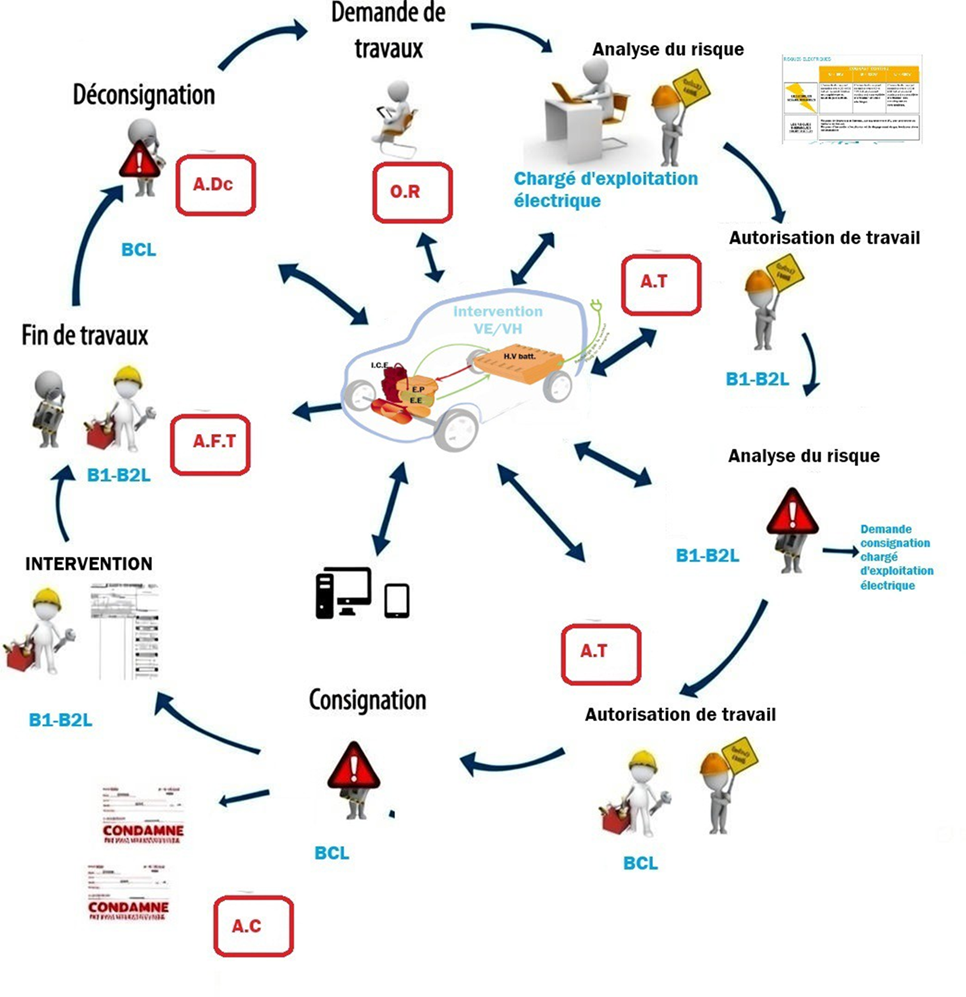 Demande de
travaux
O.R
Analyse du risque
Chargé d'exploitation
électrique
RISQUES ELECTRIQUES
Autorisation de travail
A.T
B1-B2L
Analyse du risque
B1-B2L
Demande
consignation
chargé
d'exploitation
électrique
A.T
Autorisation de travail
BCL
Consignation
BCL
CONDAMNE
CONDAMNE
A.C
INTERVENTION
B1-B2L
Fin de travaux
B1-B2L
A.F.T
Déconsignation
A.Dc
BCL
Intervention
VE/VH
H.V batt.
I.C.E
E.P
E.E